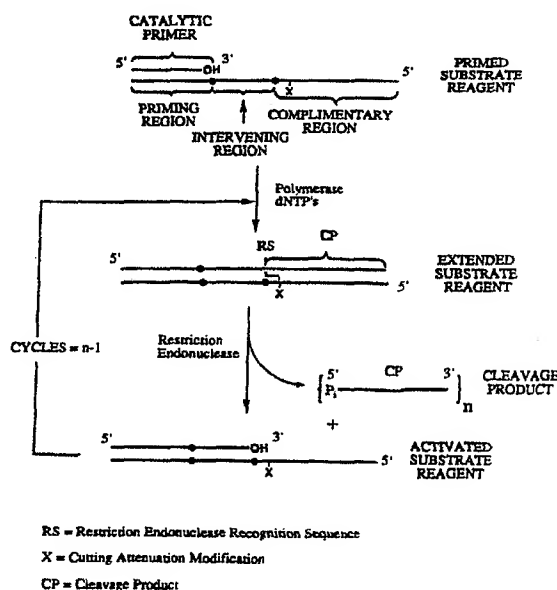 CATALYTIC
PRIMER
5'
3'
OH
5'
X
PRIMING
REGION
INTERVENING
REGION
COMPLIMENTARY
REGION
PRIMED
SUBSTRATE
REAGENT
Polymerase
dNTP's
RS
CP
X
5'
EXTENDED
SUBSTRATE
REAGENT
CYCLES = n-1
Restriction
Endonuclease
5'
CP
3'
Pi
n
CLEAVAGE
PRODUCT
+
5'
3'
OH
X
5'
ACTIVATED
SUBSTRATE
REAGENT
RS = Restriction Endonuclease Recognition Sequence
X = Cutting Attenuation Modification
CP = Cleavage Product